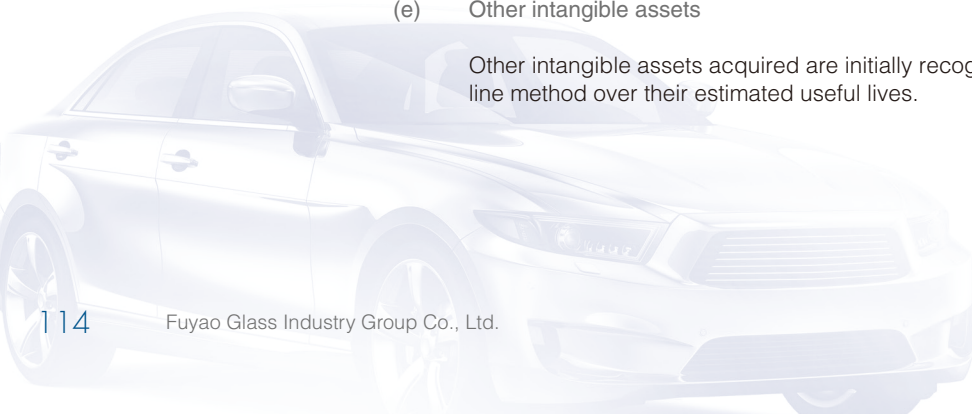 (e) Other intangible assets
Other intangible assets acquired are initially
line method over their estimated useful lives.
114 Fuyao Glass Industry Group Co., Ltd.